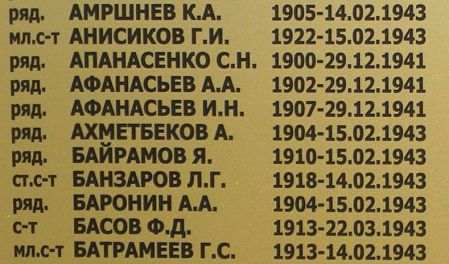 ряд. АМРШНЕВ К.А. 1905-14.02.1943
мл.с-т АНИСИКОВ Г.И. 1922-15.02.1943
ряд. АПАНАСЕНКО С.Н. 1900-29.12.1941
ряд. АФАНАСЬЕВ А.А. 1902-29.12.1941
ряд. АФАНАСЬЕВ И.Н. 1907-29.12.1941
ряд. АХМЕТБЕКОВ А. 1904-15.02.1943
ряд. БАЙРАМОВ Я. 1910-15.02.1943
ст.с-т БАНЗАРОВ Л.Г. 1918-14.02.1943
ряд. БАРОНИН А.А. 1904-15.02.1943
с-т БАСОВ Ф.Д. 1913-22.03.1943
мл.с-т БАТРАМЕЕВ Г.С. 1913-14.02.1943